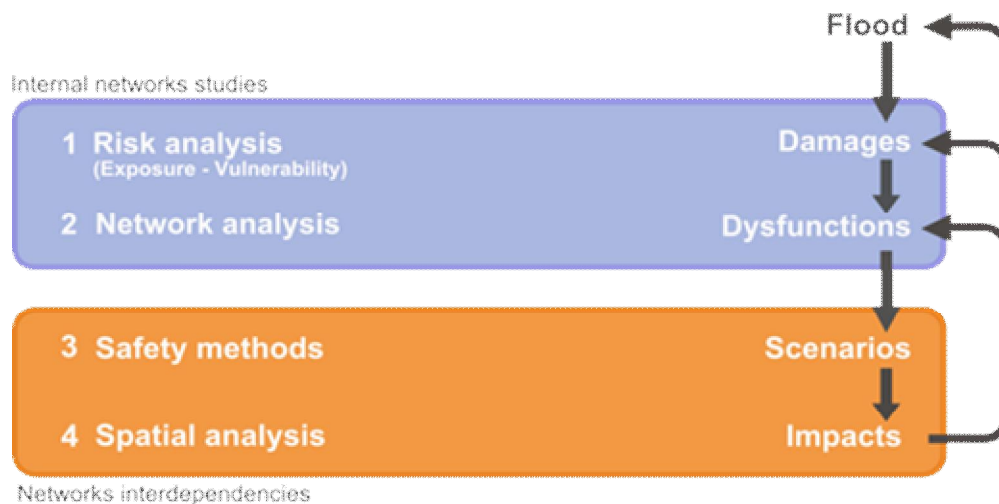 Flood
Internal networks studies
1 Risk analysis
(Exposure - Vulnerability)
Damages
2 Network analysis
Dysfunctions
3 Safety methods
Scenarios
4 Spatial analysis
Impacts
Networks interdependencies